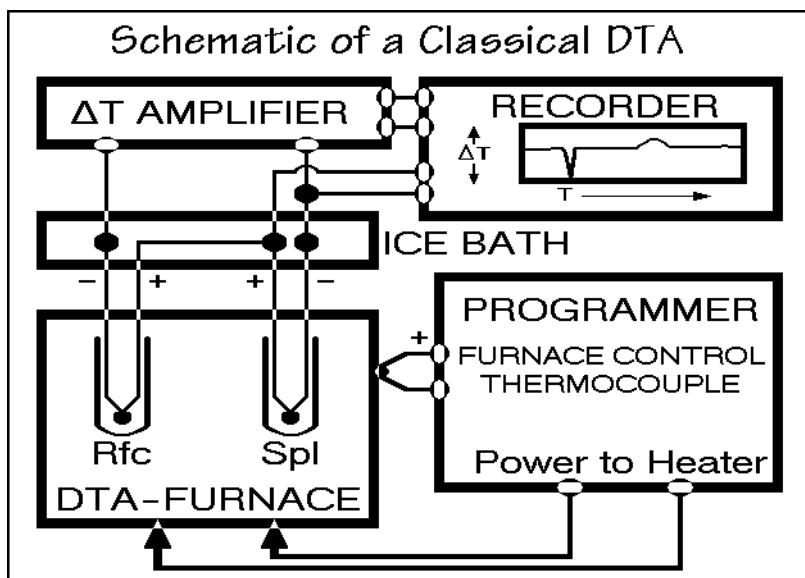 Schematic of a Classical DTA
ΔT AMPLIFIER
RECORDER
ΔT
T
ICE BATH
− + + −
PROGRAMMER
+
FURNACE CONTROL
THERMOCOUPLE
Rfc Spl
Power to Heater
DTA-FURNACE